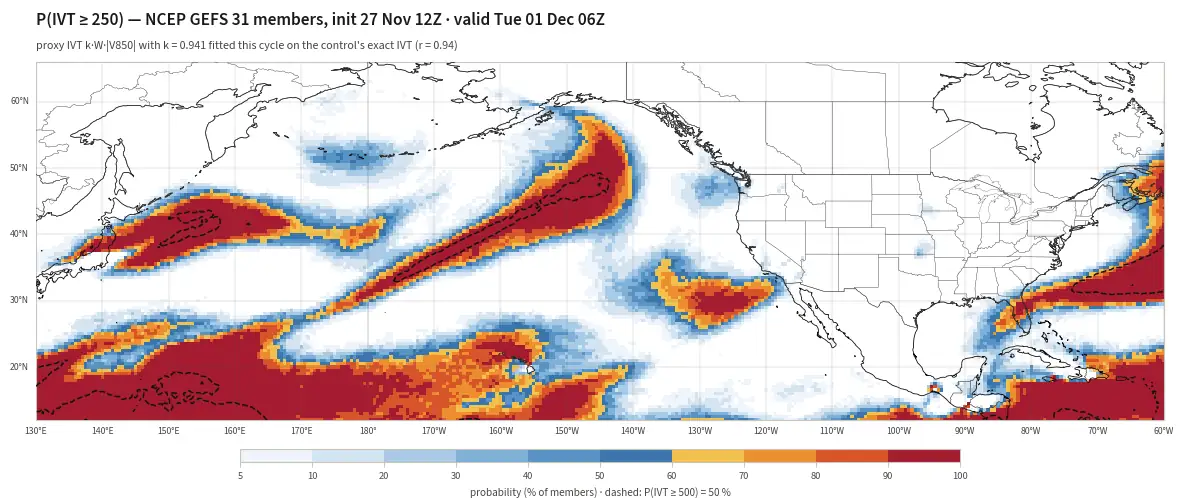 P(IVT ≥ 250) — NCEP GEFS 31 members, init 27 Nov 12Z · valid Tue 01 Dec 06Z
proxy IVT k·W·|V850| with k = 0.941 fitted this cycle on the control's exact IVT (r = 0.94)
60°N
50°N
40°N
30°N
20°N
130°E 140°E 150°E 160°E 170°E 180° 170°W 160°W 150°W 140°W 130°W 120°W 110°W 100°W 90°W 80°W 70°W 60°W
5 10 20 30 40 50 60 70 80 90 100
probability (% of members) · dashed: P(IVT ≥ 500) = 50 %